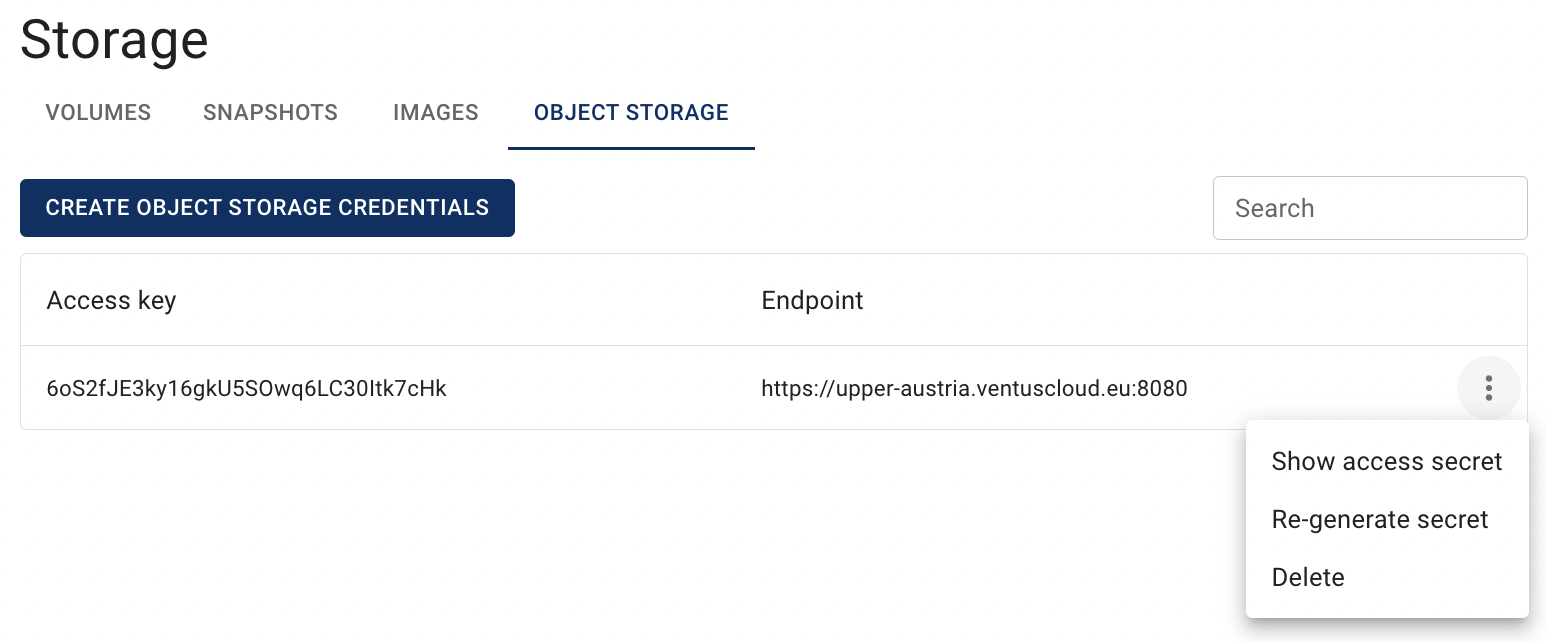 Storage
VOLUMES SNAPSHOTS IMAGES OBJECT STORAGE
CREATE OBJECT STORAGE CREDENTIALS Search
Access key Endpoint
6oS2fJE3ky16gkU5SOwq6LC30Itk7cHk https://upper-austria.ventuscloud.eu:8080
Show access secret
Re-generate secret
Delete